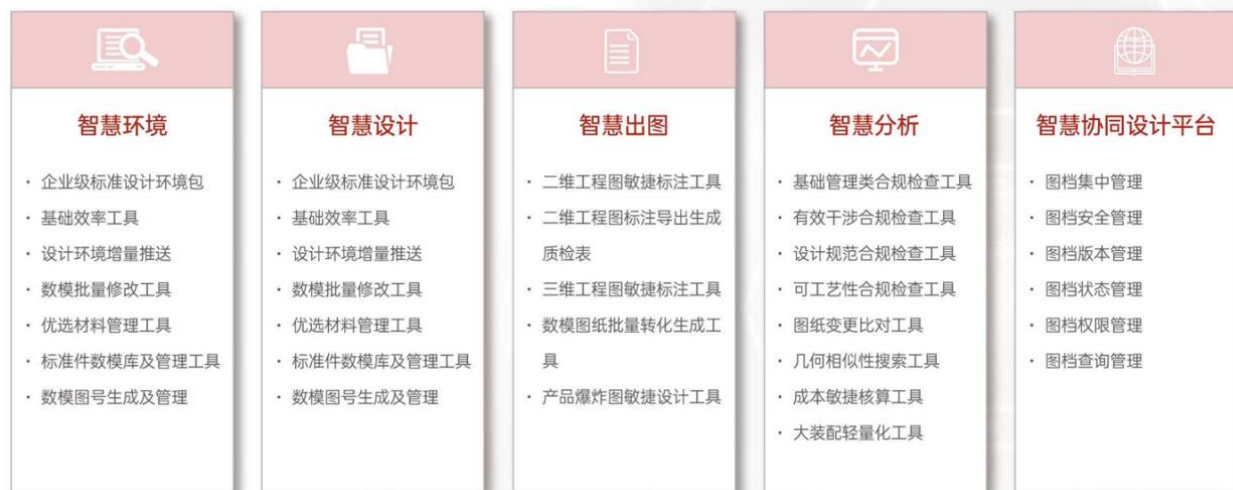 智慧环境
· 企业级标准设计环境包
· 基础效率工具
· 设计环境增量推送
· 数模批量修改工具
· 优选材料管理工具
· 标准件数模库及管理工具
· 数模图号生成及管理
智慧设计
· 企业级标准设计环境包
· 基础效率工具
· 设计环境增量推送
· 数模批量修改工具
· 优选材料管理工具
· 标准件数模库及管理工具
· 数模图号生成及管理
智慧出图
· 二维工程图敏捷标注工具
· 二维工程图标注导出生成
质检表
· 三维工程图敏捷标注工具
· 数模图纸批量转化生成工
具
· 产品爆炸图敏捷设计工具
智慧分析
· 基础管理类合规检查工具
· 有效干涉合规检查工具
· 设计规范合规检查工具
· 可工艺性合规检查工具
· 图纸变更比对工具
· 几何相似性搜索工具
· 成本敏捷核算工具
· 大装配轻量化工具
智慧协同设计平台
· 图档集中管理
· 图档安全管理
· 图档版本管理
· 图档状态管理
· 图档权限管理
· 图档查询管理